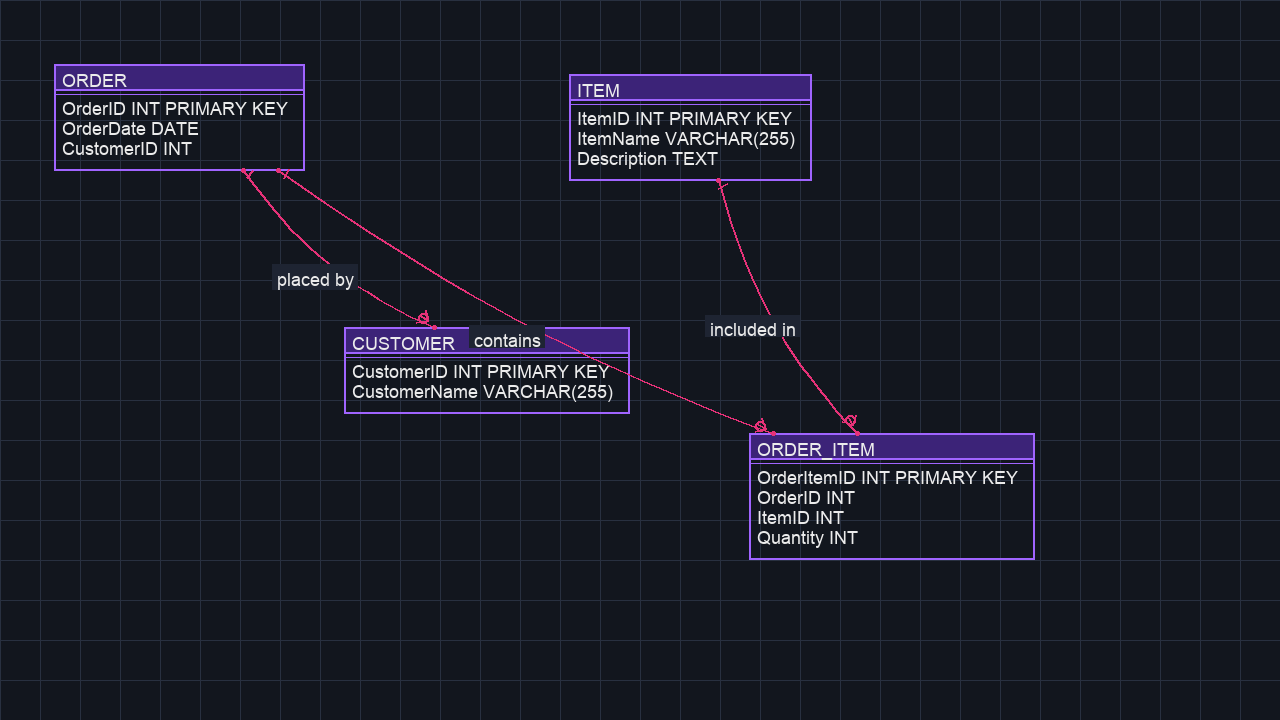 ORDER
OrderID INT PRIMARY KEY
OrderDate DATE
CustomerID INT
ITEM
ItemID INT PRIMARY KEY
ItemName VARCHAR(255)
Description TEXT
placed by
contains
included in
CUSTOMER
CustomerID INT PRIMARY KEY
CustomerName VARCHAR(255)
ORDER_ITEM
OrderItemID INT PRIMARY KEY
OrderID INT
ItemID INT
Quantity INT